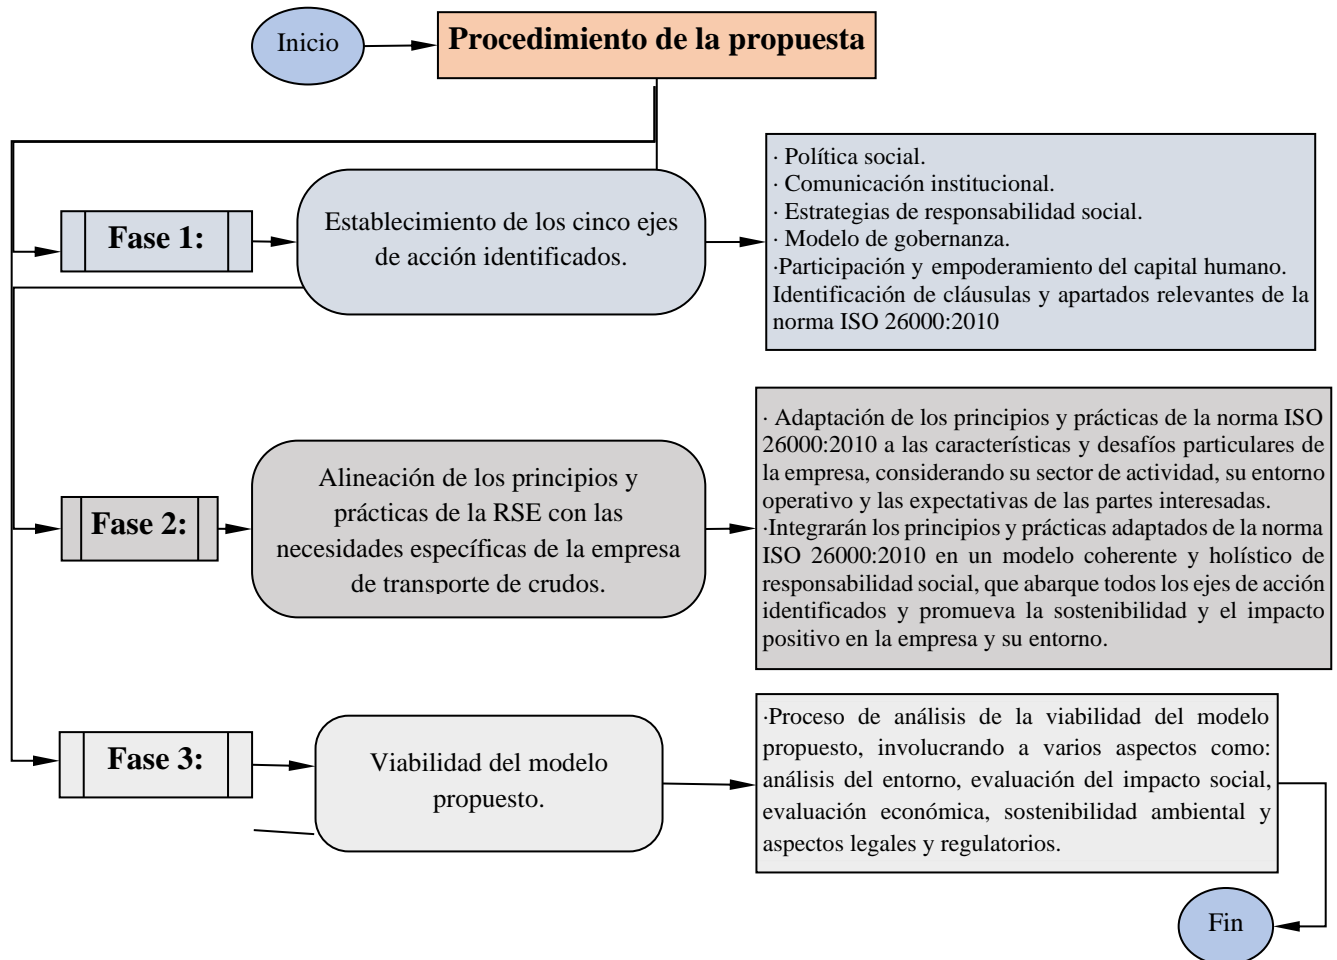 Inicio
Procedimiento de la propuesta
Fase 1:
Establecimiento de los cinco ejes
de acción identificados.
· Política social.
· Comunicación institucional.
· Estrategias de responsabilidad social.
· Modelo de gobernanza.
·Participación y empoderamiento del capital humano.
Identificación de cláusulas y apartados relevantes de la
norma ISO 26000:2010
Fase 2:
Alineación de los principios y
prácticas de la RSE con las
necesidades específicas de la empresa
de transporte de crudos.
· Adaptación de los principios y prácticas de la norma ISO
26000:2010 a las características y desafíos particulares de
la empresa, considerando su sector de actividad, su entorno
operativo y las expectativas de las partes interesadas.
·Integrarán los principios y prácticas adaptados de la norma
ISO 26000:2010 en un modelo coherente y holístico de
responsabilidad social, que abarque todos los ejes de acción
identificados y promueva la sostenibilidad y el impacto
positivo en la empresa y su entorno.
Fase 3:
Viabilidad del modelo
propuesto.
·Proceso de análisis de la viabilidad del modelo
propuesto, involucrando a varios aspectos como:
análisis del entorno, evaluación del impacto social,
evaluación económica, sostenibilidad ambiental y
aspectos legales y regulatorios.
Fin